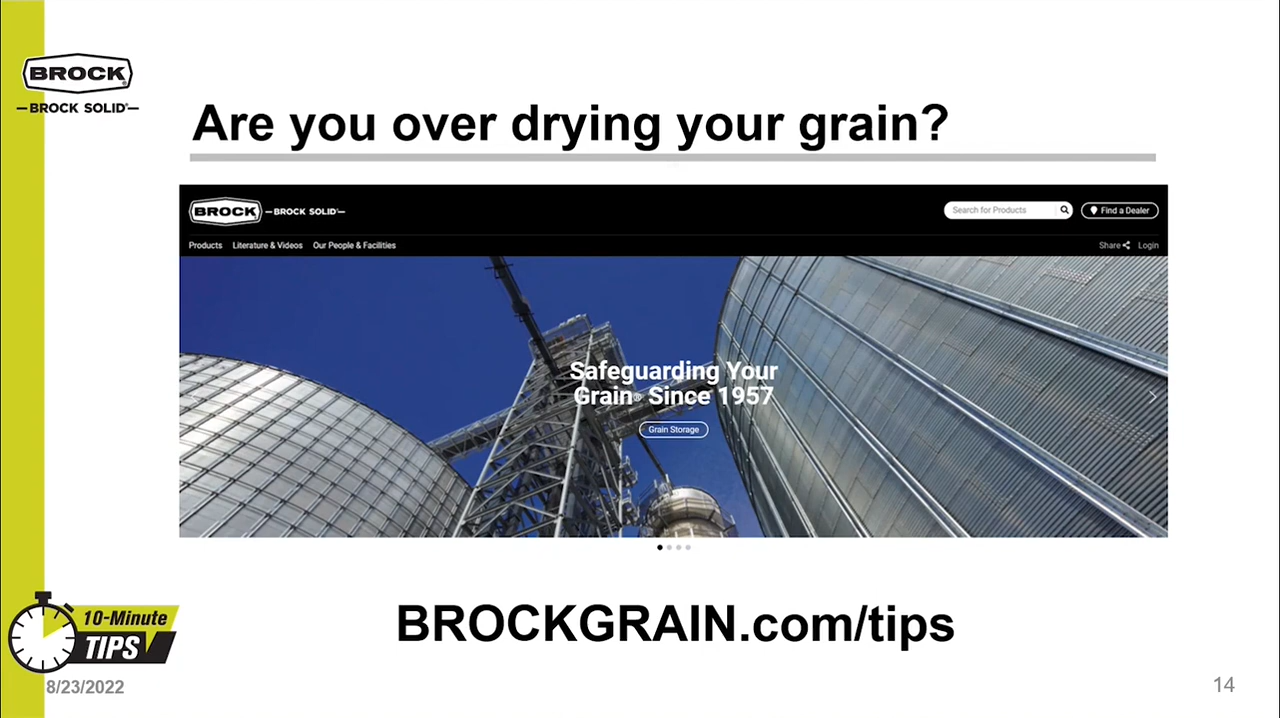 BROCK®
—BROCK SOLID®—
Are you over drying your grain?
BROCK —BROCK SOLID®—
Search for Products
Find a Dealer
Products Literature & Videos Our People & Facilities
Share Login
Safeguarding Your
Grain® Since 1957
Grain Storage
BROCKGRAIN.com/tips
10-Minute
TIPS
8/23/2022
14